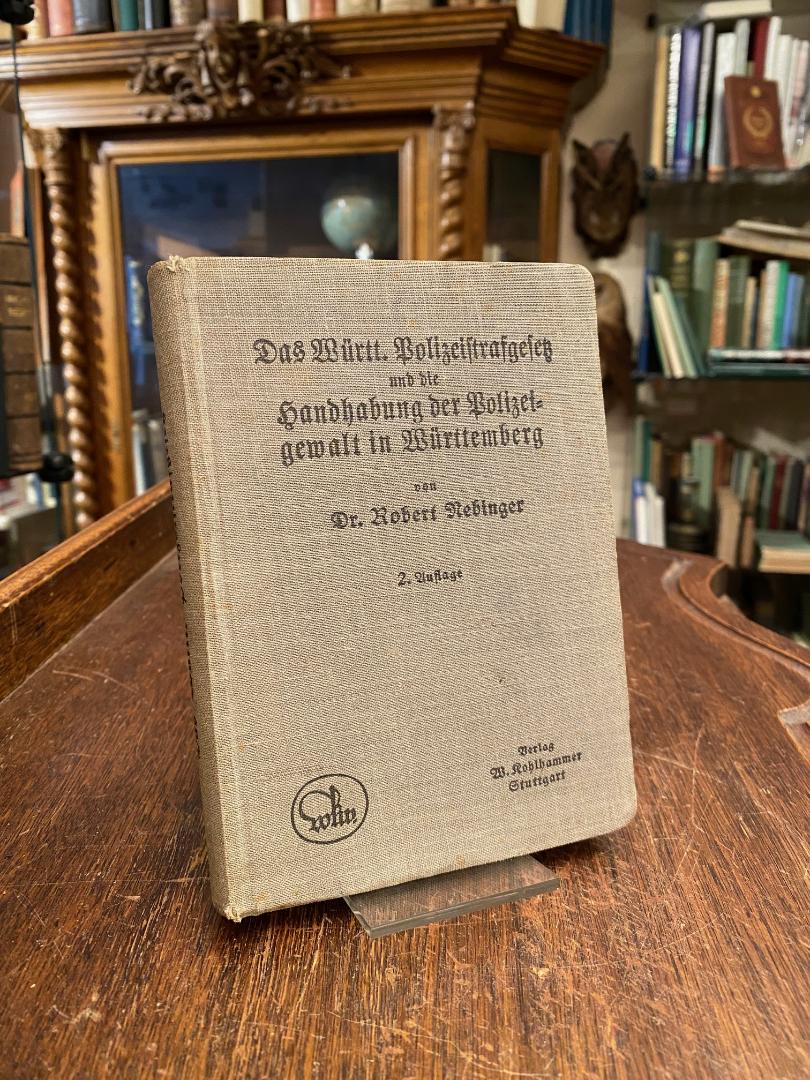 Das Württ. Polizeiſtrafgeſetz
und die
Handhabung der Polizei-
gewalt in Württemberg
von
Dr. Robert Nebinger
2. Auflage
Verlag
W. Kohlhammer
Stuttgart